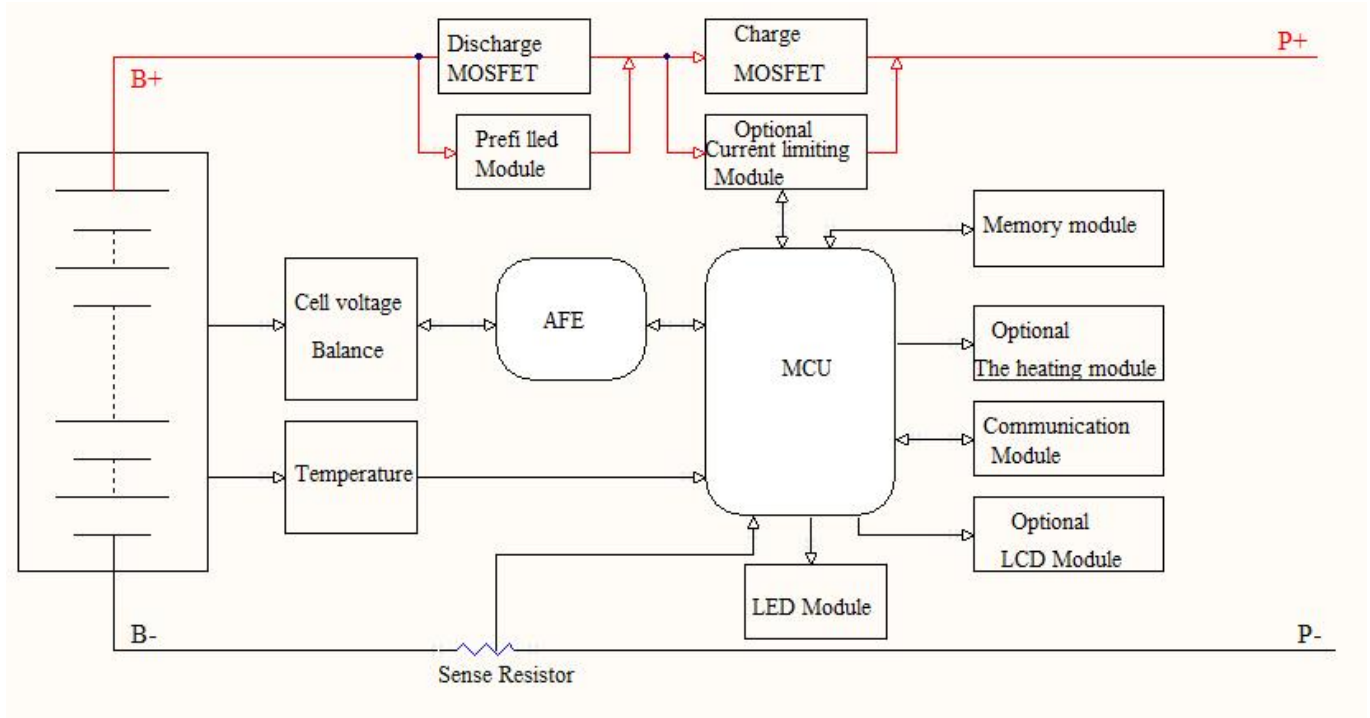 Discharge
MOSFET
Charge
MOSFET
P+
B+
Prefi lled
Module
Optional
Current limiting
Module
Memory module
Cell voltage
Balance
AFE
MCU
Optional
The heating module
Communication
Module
Temperature
Optional
LCD Module
LED Module
B-
P-
Sense Resistor